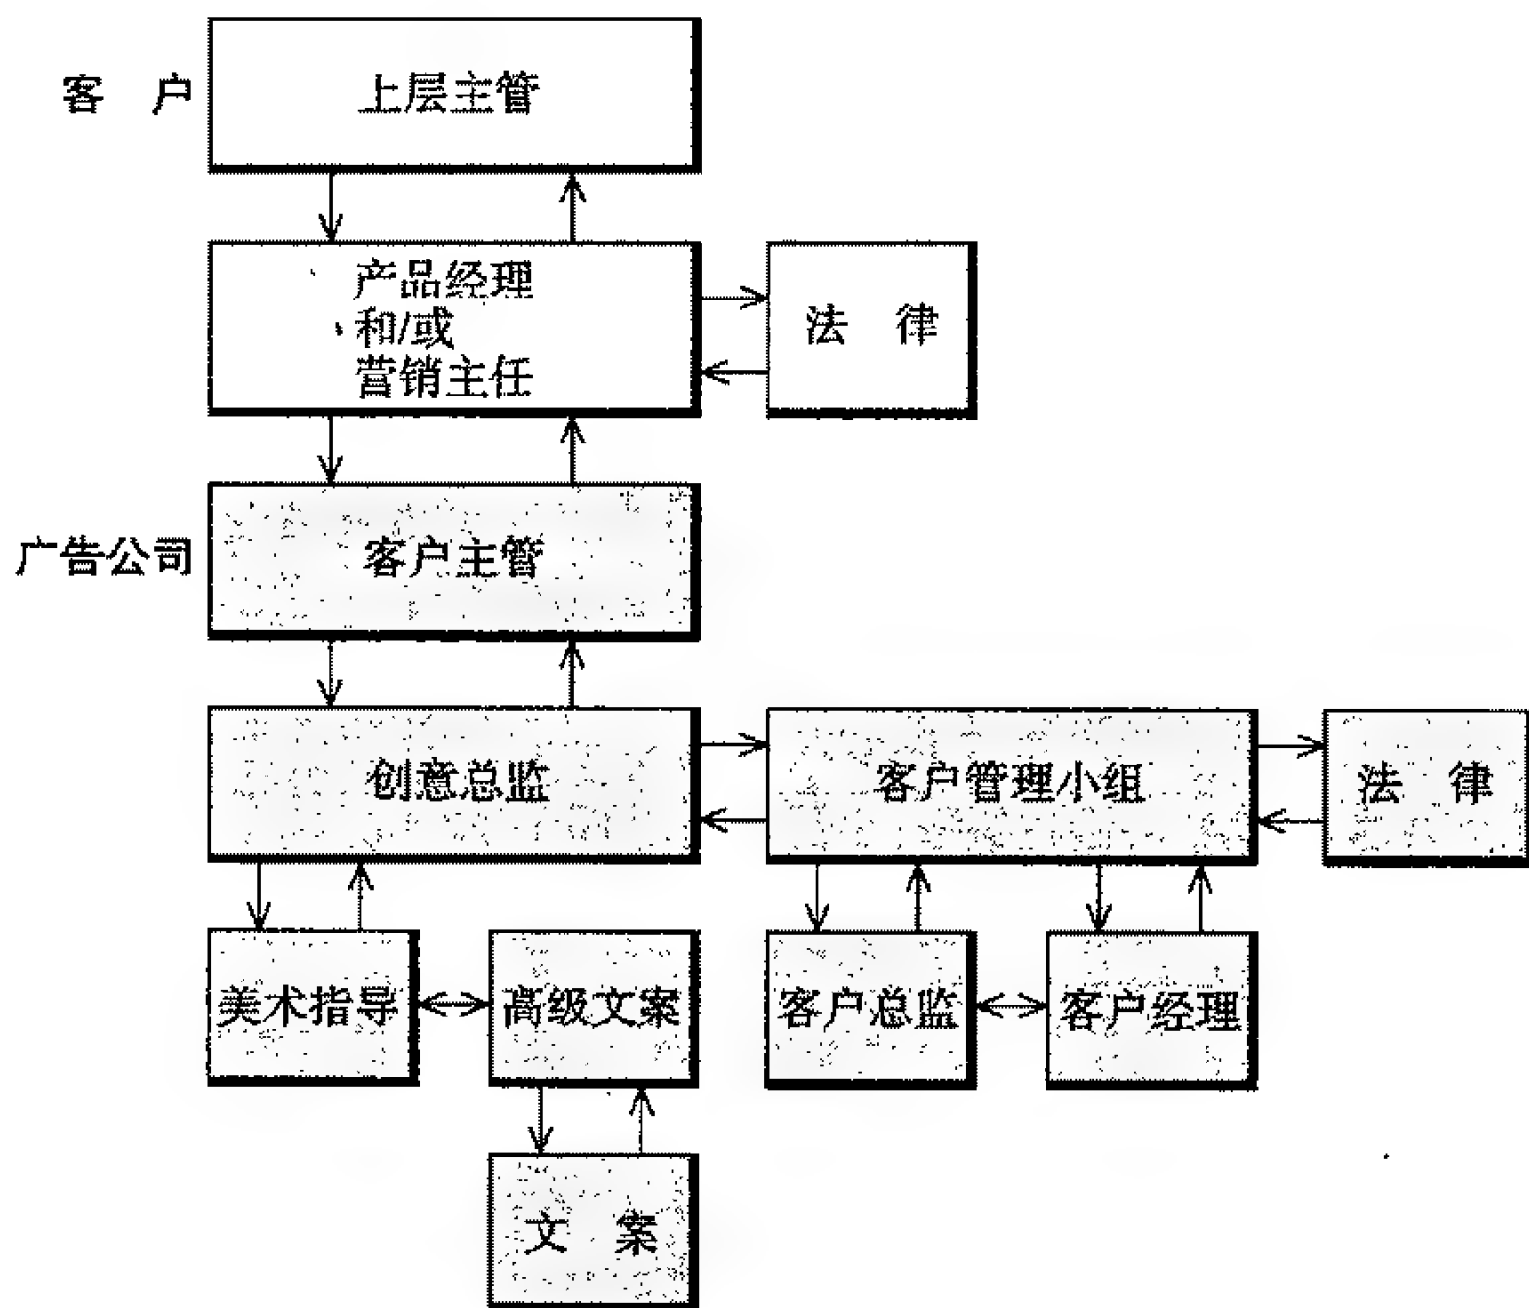 客 户
上层主管
产品经理
和/或
营销主任
法 律
广告公司
客户主管
创意总监
客户管理小组
法 律
美术指导
高级文案
客户总监
客户经理
文 案